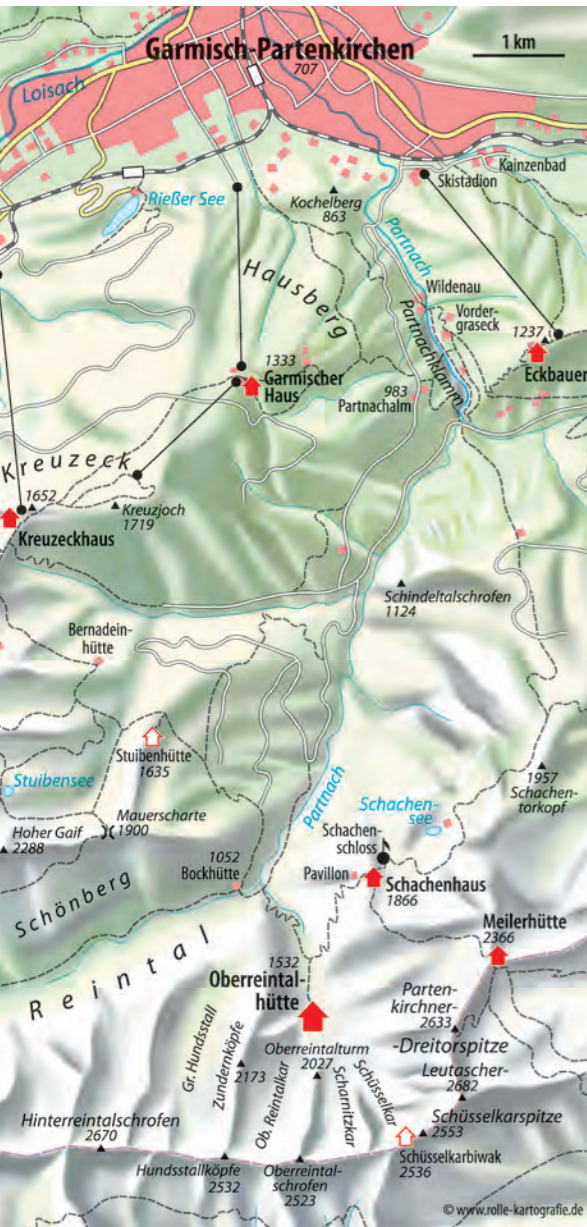 Garmisch-Partenkirchen
707
1 km
Loisach
Rießer See
Kochelberg
863
Skistadion
Kainzenbad
Partnach
Hausberg
Wildenau
Partnachklamm
Vorder-
graseck
1237
Eckbauer
1333
Garmischer
Haus
983
Partnachalm
Kreuzeck
1652
Kreuzjoch
1719
Kreuzeckhaus
Schindeltalschrofen
1124
Bernadein-
hütte
Stuibenhütte
1635
Stuibensee
Mauerscharte
1900
Hoher Gaif
2288
Partnach
1957
Schachen-
torkopf
Schachen-
see
Schachen-
schloss
1052
Bockhütte
Pavillon
Schachenhaus
1866
Schönberg
Reintal
Meilerhütte
2366
1532
Oberreintal-
hütte
Parten-
kirchner-
2633
-Dreitorspitze
Leutascher-
2682
Gr. Hundsstall
Zundernköpfe
2173
Ob. Reintalkar
Oberreintalturm
2027
Scharnitzkar
Schüsselkar
Schüsselkarspitze
2553
Hinterreintalschrofen
2670
Schüsselkarbiwak
2536
Hundsstallköpfe
2532
Oberreintal-
schrofen
2523
© www.rolle-kartografie.de